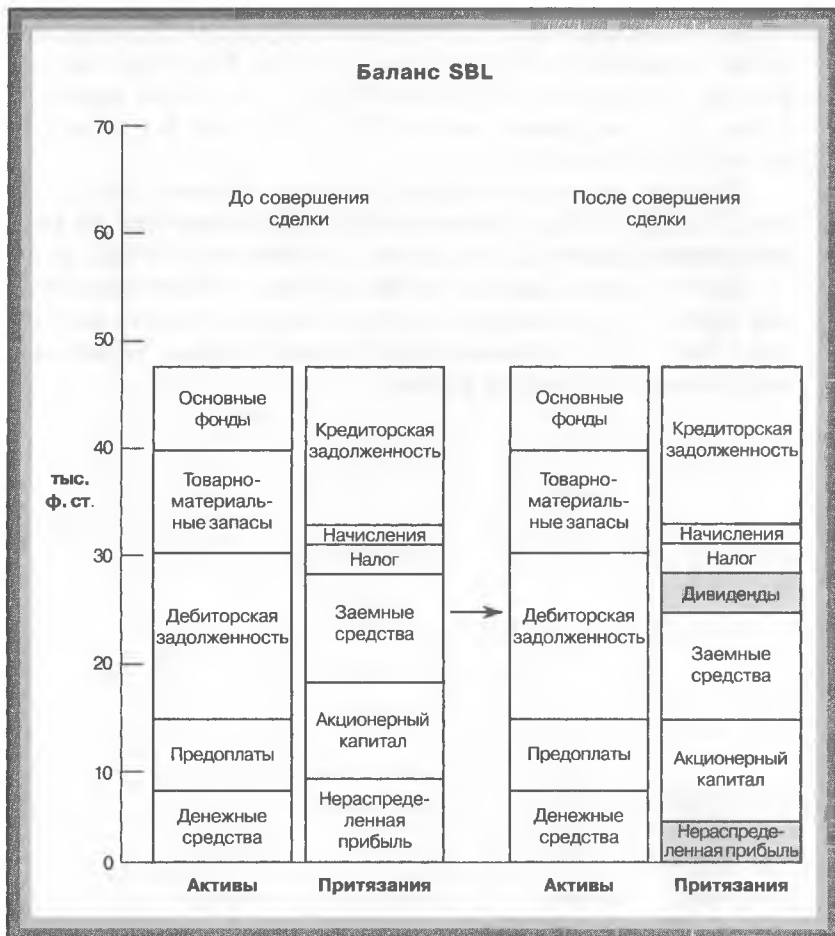 Баланс SBL
70
До совершения
сделки
После совершения
сделки
60
50
40
тыс.
ф. ст.
30
20
10
0
Основные
фонды
Товарно-
материаль-
ные запасы
Дебиторская
задолженность
Предоплаты
Денежные
средства
Активы
Кредиторская
задолженность
Начисления
Налог
Заемные
средства
Акционерный
капитал
Нераспреде-
ленная
прибыль
Притязания
Основные
фонды
Товарно-
материаль-
ные запасы
Дебиторская
задолженность
Предоплаты
Денежные
средства
Активы
Кредиторская
задолженность
Начисления
Налог
Дивиденды
Заемные
средства
Акционерный
капитал
Нераспреде-
ленная прибыль
Притязания